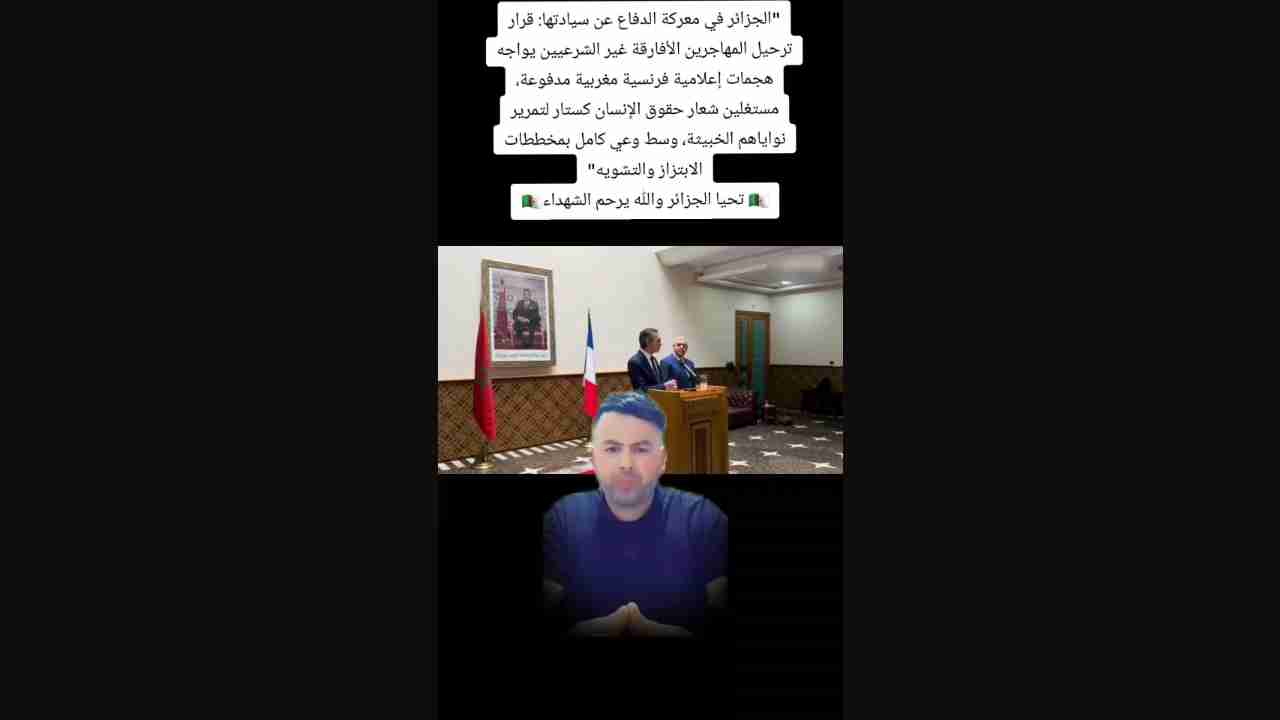 "الجزائر في معركة الدفاع عن سيادتها: قرار
ترحيل المهاجرين الأفارقة غير الشرعيين يواجه
هجمات إعلامية فرنسية مغربية مدفوعة،
مستغلين شعار حقوق الإنسان كستار لتمرير
نواياهم الخبيثة، وسط وعي كامل بمخططات
الابتزاز والتشويه"
🇩🇿 تحيا الجزائر والله يرحم الشهداء 🇩🇿